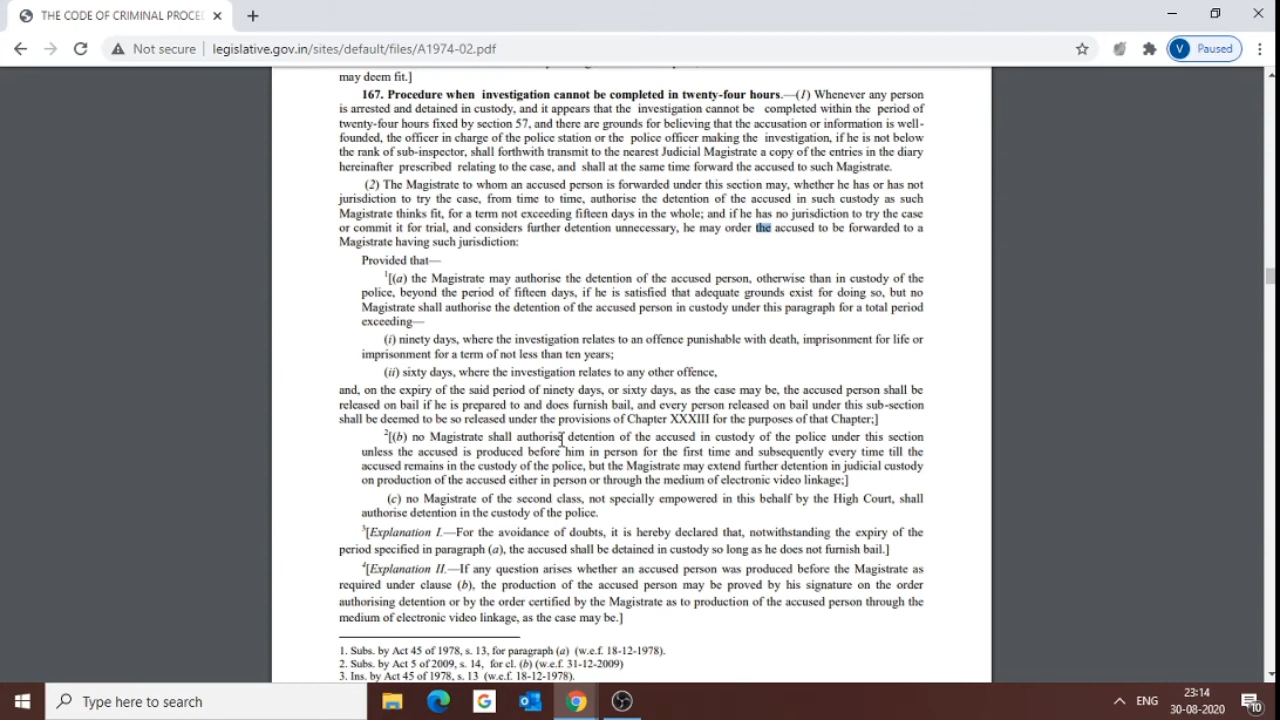 THE CODE OF CRIMINAL PROCE
Not secure
legislative.gov.in/sites/default/files/A1974-02.pdf
V Paused
may deem fit.]
167. Procedure when investigation cannot be completed in twenty-four hours.—(1) Whenever any person
is arrested and detained in custody, and it appears that the investigation cannot be completed within the period of
twenty-four hours fixed by section 57, and there are grounds for believing that the accusation or information is well-
founded, the officer in charge of the police station or the police officer making the investigation, if he is not below
the rank of sub-inspector, shall forthwith transmit to the nearest Judicial Magistrate a copy of the entries in the diary
hereinafter prescribed relating to the case, and shall at the same time forward the accused to such Magistrate.
(2) The Magistrate to whom an accused person is forwarded under this section may, whether he has or has not
jurisdiction to try the case, from time to time, authorise the detention of the accused in such custody as such
Magistrate thinks fit, for a term not exceeding fifteen days in the whole; and if he has no jurisdiction to try the case
or commit it for trial, and considers further detention unnecessary, he may order the accused to be forwarded to a
Magistrate having such jurisdiction:
Provided that—
1[(a) the Magistrate may authorise the detention of the accused person, otherwise than in custody of the
police, beyond the period of fifteen days, if he is satisfied that adequate grounds exist for doing so, but no
Magistrate shall authorise the detention of the accused person in custody under this paragraph for a total period
exceeding—
(i) ninety days, where the investigation relates to an offence punishable with death, imprisonment for life or
imprisonment for a term of not less than ten years;
(ii) sixty days, where the investigation relates to any other offence,
and, on the expiry of the said period of ninety days, or sixty days, as the case may be, the accused person shall be
released on bail if he is prepared to and does furnish bail, and every person released on bail under this sub-section
shall be deemed to be so released under the provisions of Chapter XXXIII for the purposes of that Chapter;]
2[(b) no Magistrate shall authorise detention of the accused in custody of the police under this section
unless the accused is produced before him in person for the first time and subsequently every time till the
accused remains in the custody of the police, but the Magistrate may extend further detention in judicial custody
on production of the accused either in person or through the medium of electronic video linkage;]
(c) no Magistrate of the second class, not specially empowered in this behalf by the High Court, shall
authorise detention in the custody of the police.
3[Explanation I.—For the avoidance of doubts, it is hereby declared that, notwithstanding the expiry of the
period specified in paragraph (a), the accused shall be detained in custody so long as he does not furnish bail.]
4[Explanation II.—If any question arises whether an accused person was produced before the Magistrate as
required under clause (b), the production of the accused person may be proved by his signature on the order
authorising detention or by the order certified by the Magistrate as to production of the accused person through the
medium of electronic video linkage, as the case may be.]
1. Subs. by Act 45 of 1978, s. 13, for paragraph (a) (w.e.f. 18-12-1978).
2. Subs. by Act 5 of 2009, s. 14, for cl. (b) (w.e.f. 31-12-2009)
3. Ins. by Act 45 of 1978, s. 13 (w.e.f. 18-12-1978).
Type here to search
ENG
23:14
30-08-2020
10